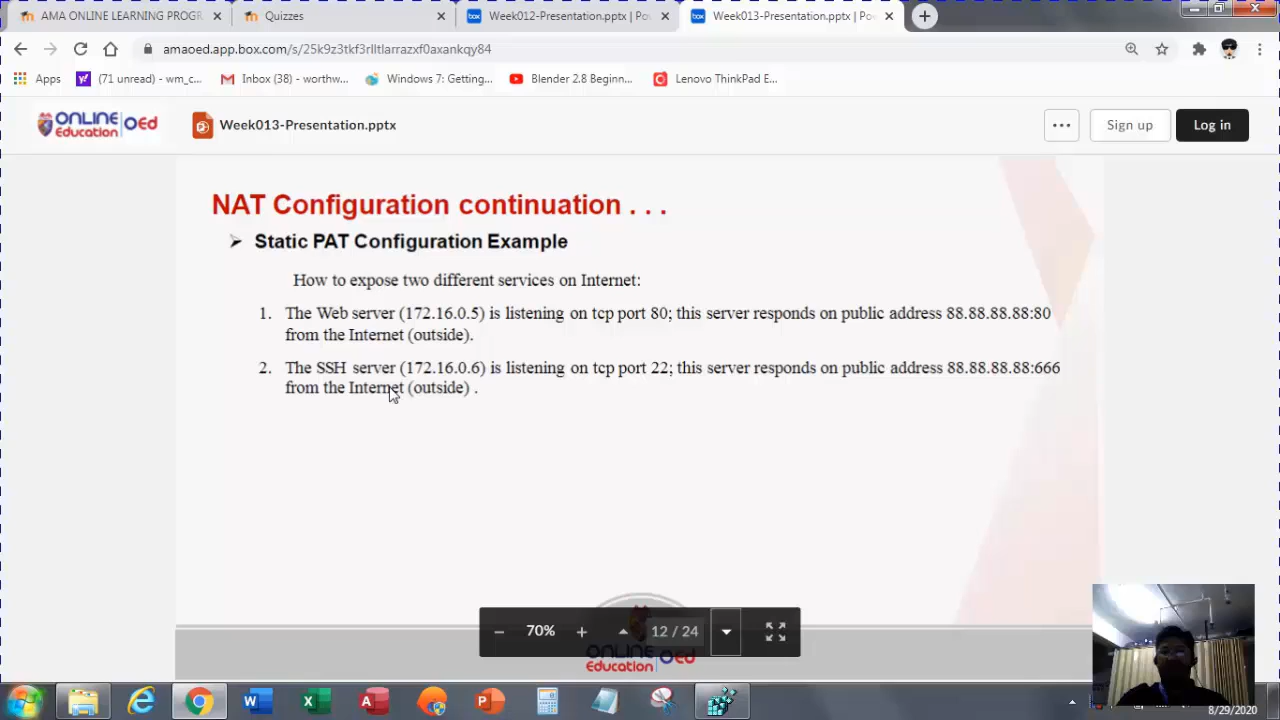 AMA ONLINE LEARNING PROGR
Quizzes
Week012-Presentation.pptx | Po
Week013-Presentation.pptx | Po
amaoed.app.box.com/s/25k9z3tkf3rlltlarrazxf0axankqy84
Apps
(71 unread) - wm_c...
Inbox (38) - worthw...
Windows 7: Getting...
Blender 2.8 Beginn...
Lenovo ThinkPad E...
ONLINE
Education OEd
Week013-Presentation.pptx
Sign up
Log in
NAT Configuration continuation . . .
Static PAT Configuration Example
How to expose two different services on Internet:
1. The Web server (172.16.0.5) is listening on tcp port 80; this server responds on public address 88.88.88.88:80
from the Internet (outside).
2. The SSH server (172.16.0.6) is listening on tcp port 22; this server responds on public address 88.88.88.88:666
from the Internet (outside) .
70%
12 / 24
ONLINE
Education OEd
8/29/2020